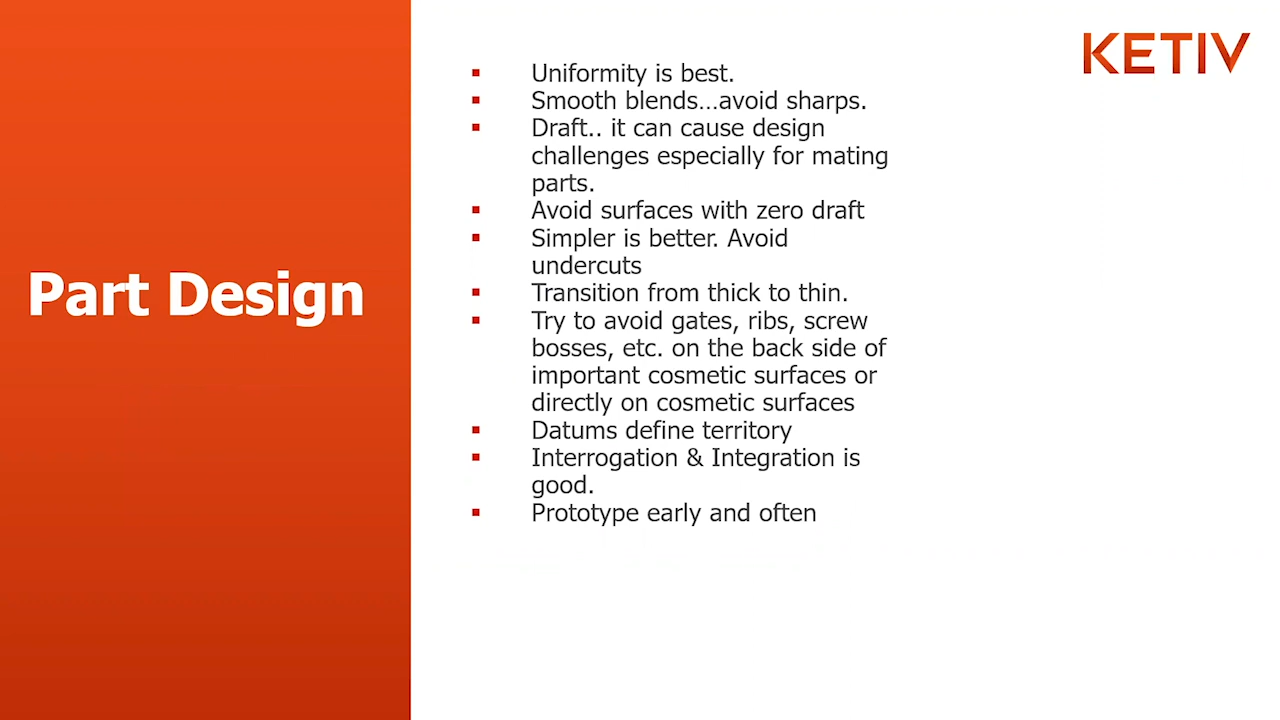 KETIV
Part Design
▪ Uniformity is best.
▪ Smooth blends...avoid sharps.
▪ Draft.. it can cause design
challenges especially for mating
parts.
▪ Avoid surfaces with zero draft
▪ Simpler is better. Avoid
undercuts
▪ Transition from thick to thin.
▪ Try to avoid gates, ribs, screw
bosses, etc. on the back side of
important cosmetic surfaces or
directly on cosmetic surfaces
▪ Datums define territory
▪ Interrogation & Integration is
good.
▪ Prototype early and often